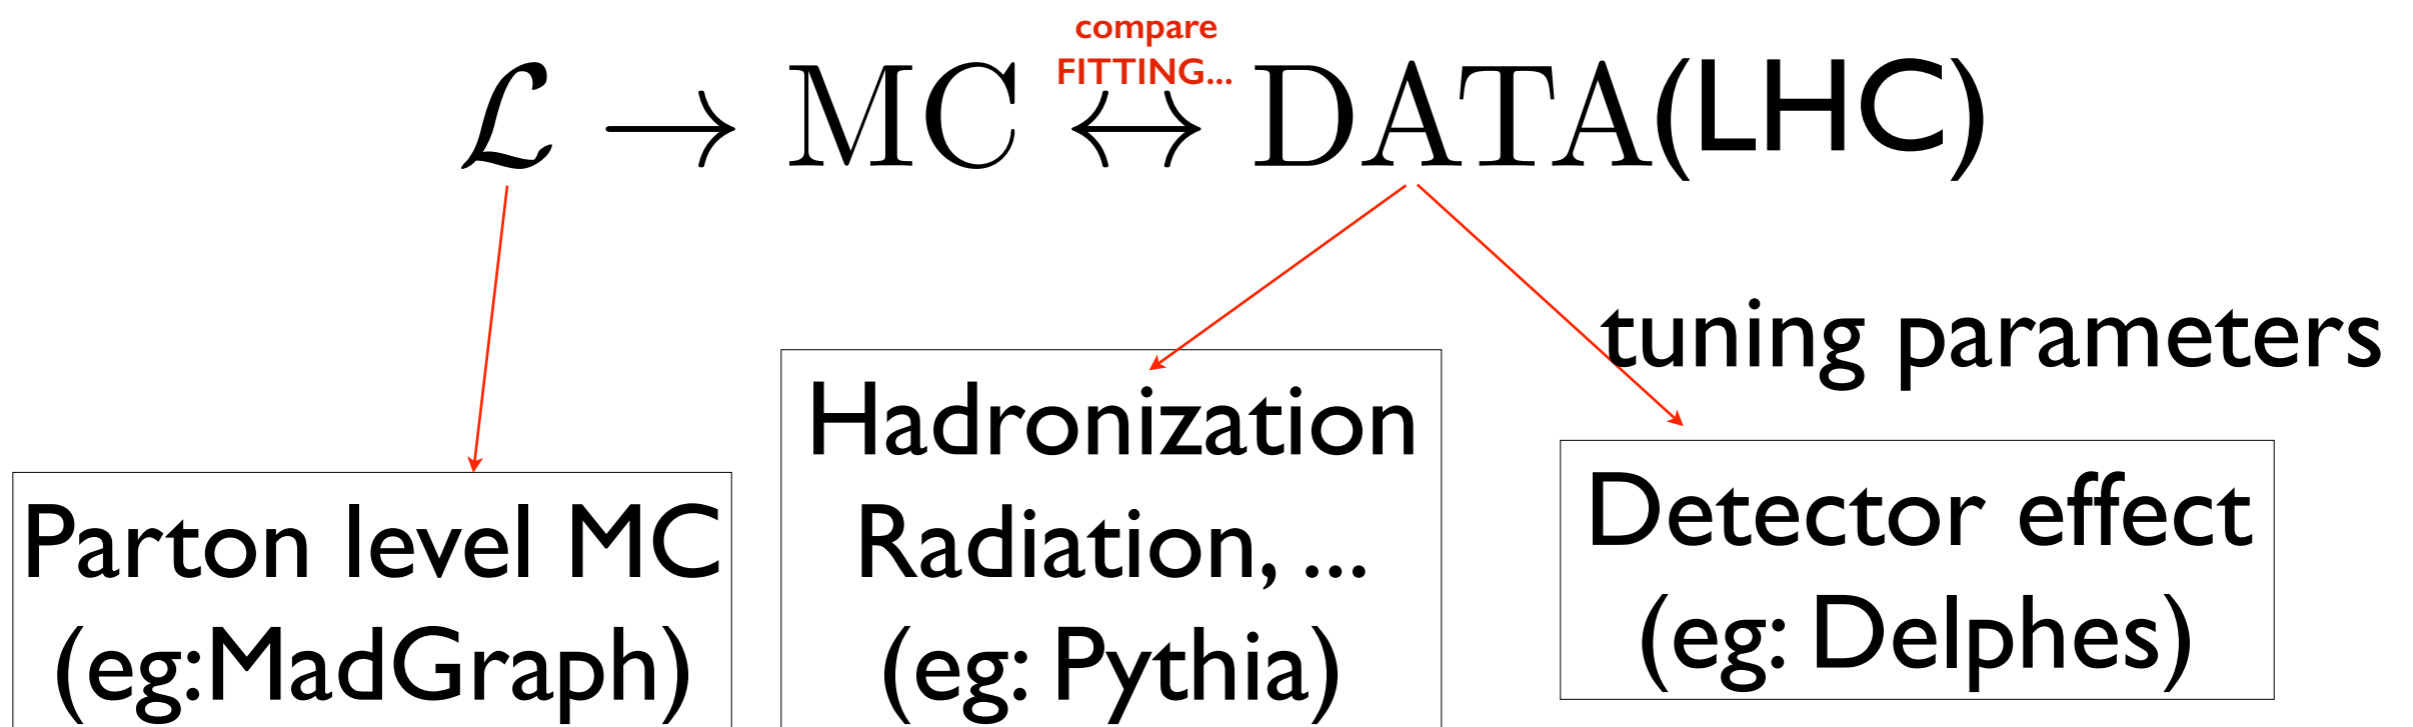 compare
FITTING...
ℒ → MC ↔ DATA(LHC)
tuning parameters
Parton level MC
(eg:MadGraph)
Hadronization
Radiation, ...
(eg: Pythia)
Detector effect
(eg: Delphes)